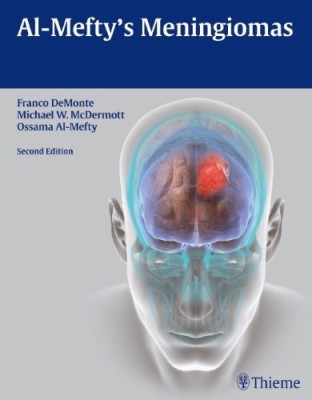 Al-Mefty's Meningiomas
Franco DeMonte
Michael W. McDermott
Ossama Al-Mefty
Second Edition
Thieme